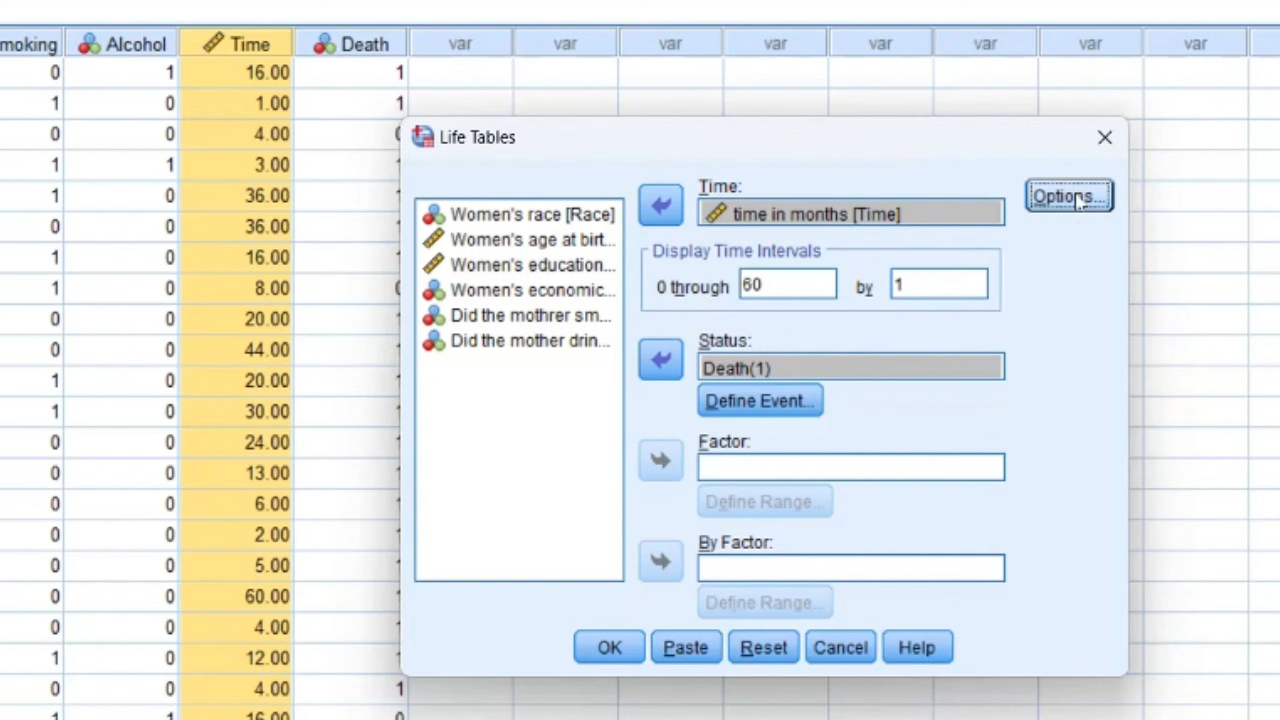 moking Alcohol Time Death var var var var var var var var
0 1 16.00 1
1 0 1.00 1
0 0 4.00
1 1 3.00
1 0 36.00
0 0 36.00
1 0 16.00
1 0 8.00
0 0 20.00
0 0 44.00
1 0 20.00
1 0 30.00
0 0 24.00
0 0 13.00
0 0 6.00
0 0 2.00
0 0 5.00
0 0 60.00
0 0 4.00
1 0 12.00
0 0 4.00 1
1 1 16.00 0
Life Tables
Women's race [Race]
Women's age at birt...
Women's education...
Women's economic...
Did the mothrer sm...
Did the mother drin...
Time:
time in months [Time]
Options...
Display Time Intervals
0 through 60 by 1
Status:
Death(1)
Define Event...
Factor:
Define Range...
By Factor:
Define Range...
OK Paste Reset Cancel Help